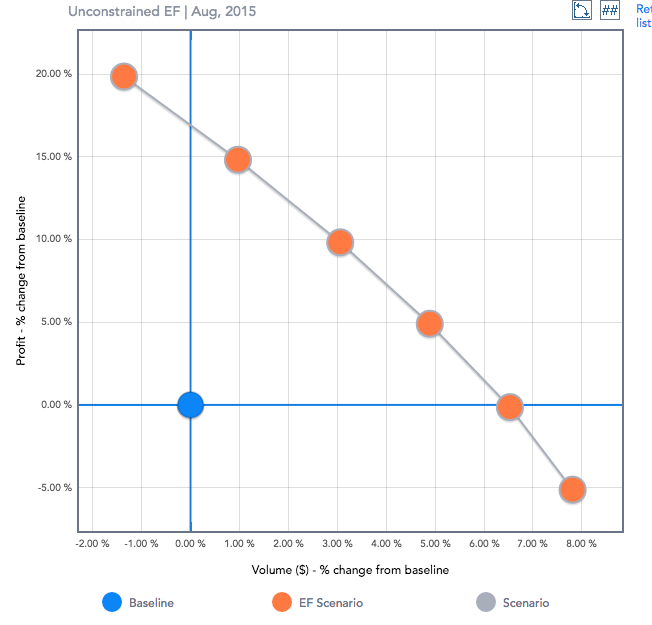 Unconstrained EF | Aug, 2015
##
Ret
list
20.00 %
15.00 %
10.00 %
5.00 %
0.00 %
-5.00 %
Profit - % change from baseline
-2.00 % -1.00 % 0.00 % 1.00 % 2.00 % 3.00 % 4.00 % 5.00 % 6.00 % 7.00 % 8.00 %
Volume ($) - % change from baseline
Baseline EF Scenario Scenario